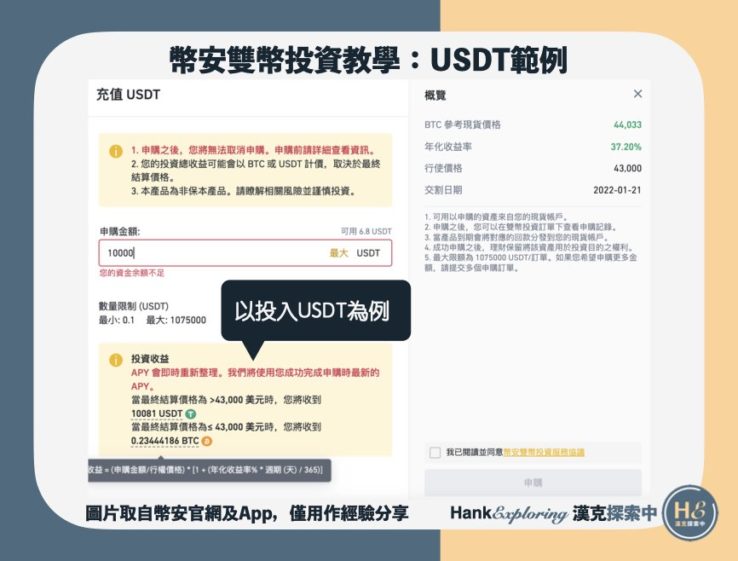 幣安雙幣投資教學：USDT範例
充值 USDT
1. 申購之後，您將無法取消申購。申購前請詳細查看資訊。
2. 您的投資總收益可能會以 BTC 或 USDT 計價，取決於最終
結算價格。
3. 本產品為非保本產品。請瞭解相關風險並謹慎投資。
申購金額:
可用 6.8 USDT
10000
最大 USDT
您的資金余額不足
數量限制 (USDT)
最小: 0.1 最大: 1075000
以投入USDT為例
投資收益
APY 會即時重新整理。我們將使用您成功完成申購時最新的
APY。
當最終結算價格為 >43,000 美元時，您將收到
10081 USDT
當最終結算價格為≤ 43,000 美元時，您將收到
0.23444186 BTC
收益 = (申購金額/行權價格) * [1 + (年化收益率% * 週期 (天) / 365)]
概覽
BTC 參考現貨價格 44,033
年化收益率 37.20%
行使價格 43,000
交割日期 2022-01-21
1. 可用以申購的資產來自您的現貨帳戶。
2. 申購之後，您可以在雙幣投資訂單下查看申購記錄。
3. 當產品到期會將對應的回款分發到您的現貨帳戶。
4. 成功申購之後，理財保留將該資產用於投資目的之權利。
5. 最大限額為 1075000 USDT/訂單。如果您希望申購更多金
額，請提交多個申購訂單。
我已閱讀並同意幣安雙幣投資服務協議
申購
圖片取自幣安官網及App，僅用作經驗分享
HankExploring 漢克探索中
HE
漢克探索中